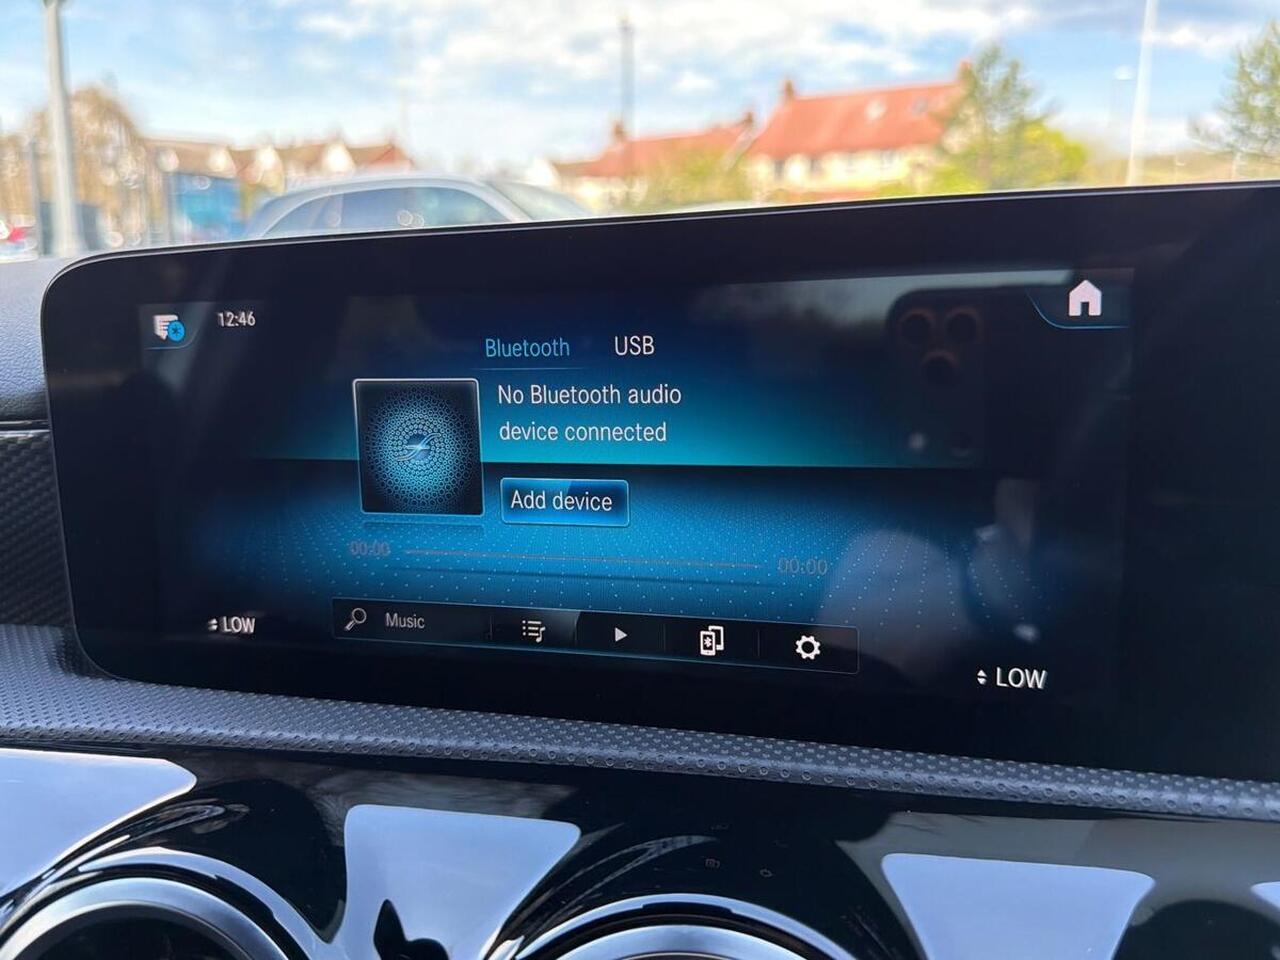 12:46
Bluetooth USB
No Bluetooth audio
device connected
Add device
00:00 00:00
LOW
Music
LOW